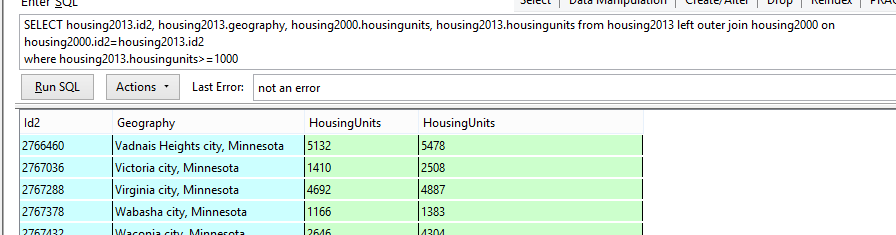 Enter SQL
Select Data Manipulation Create/Alter Drop Reindex
SELECT housing2013.id2, housing2013.geography, housing2000.housingunits, housing2013.housingunits from housing2013 left outer join housing2000 on
housing2000.id2=housing2013.id2
where housing2013.housingunits>=1000
Run SQL Actions Last Error: not an error
Id2 Geography HousingUnits HousingUnits
2766460 Vadnais Heights city, Minnesota 5132 5478
2767036 Victoria city, Minnesota 1410 2508
2767288 Virginia city, Minnesota 4692 4887
2767378 Wabasha city, Minnesota 1166 1383
2767432 Waconia city, Minnesota 2646 4304